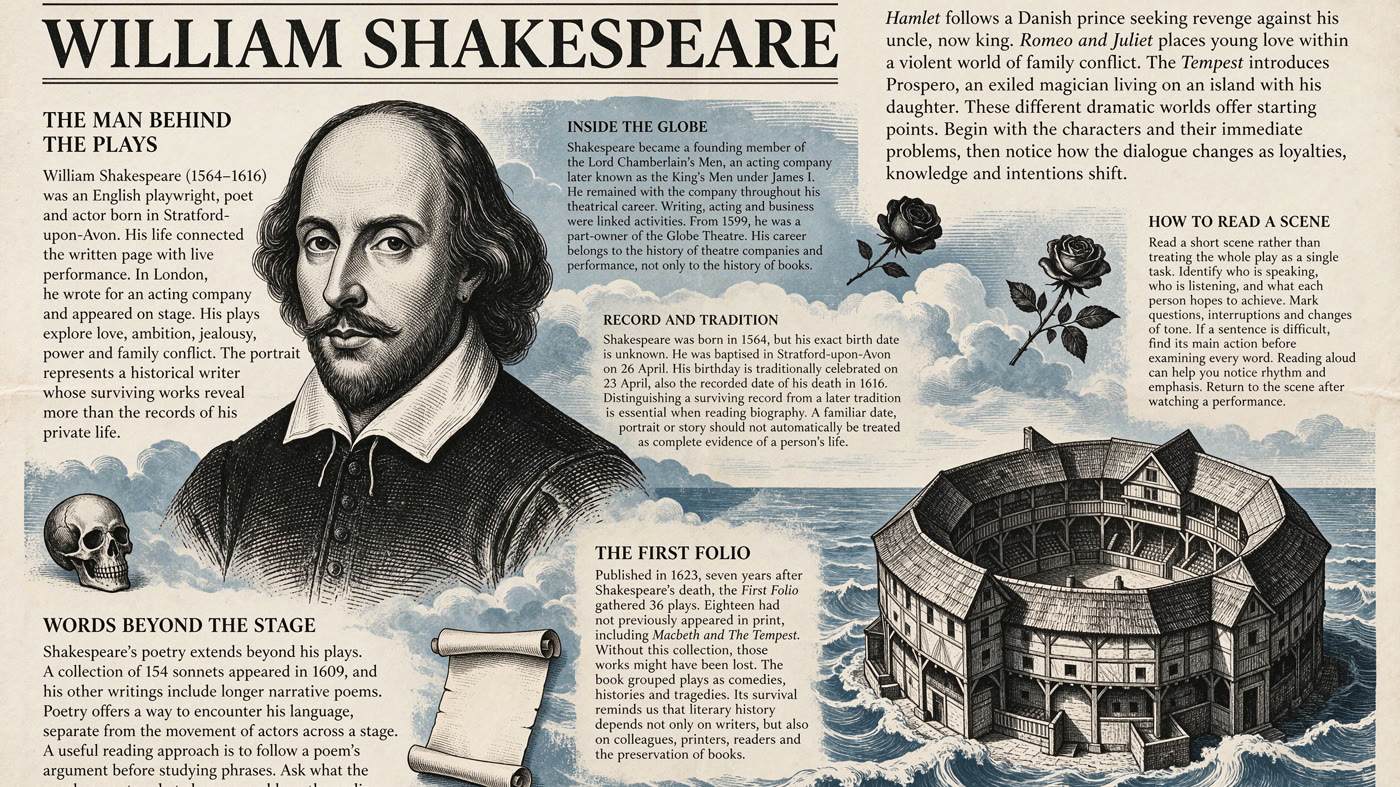 WILLIAM SHAKESPEARE
THE MAN BEHIND
THE PLAYS
William Shakespeare (1564–1616)
was an English playwright, poet
and actor born in Stratford-
upon-Avon. His life connected
the written page with live
performance. In London,
he wrote for an acting company
and appeared on stage. His plays
explore love, ambition, jealousy,
power and family conflict. The portrait
represents a historical writer
whose surviving works reveal
more than the records of his
private life.
INSIDE THE GLOBE
Shakespeare became a founding member of
the Lord Chamberlain's Men, an acting company
later known as the King's Men under James I.
He remained with the company throughout his
theatrical career. Writing, acting and business
were linked activities. From 1599, he was a
part-owner of the Globe Theatre. His career
belongs to the history of theatre companies and
performance, not only to the history of books.
Hamlet follows a Danish prince seeking revenge against his
uncle, now king. Romeo and Juliet places young love within
a violent world of family conflict. The Tempest introduces
Prospero, an exiled magician living on an island with his
daughter. These different dramatic worlds offer starting
points. Begin with the characters and their immediate
problems, then notice how the dialogue changes as loyalties,
knowledge and intentions shift.
RECORD AND TRADITION
Shakespeare was born in 1564, but his exact birth date
is unknown. He was baptised in Stratford-upon-Avon
on 26 April. His birthday is traditionally celebrated on
23 April, also the recorded date of his death in 1616.
Distinguishing a surviving record from a later tradition
is essential when reading biography. A familiar date,
portrait or story should not automatically be treated
as complete evidence of a person's life.
HOW TO READ A SCENE
Read a short scene rather than
treating the whole play as a single
task. Identify who is speaking,
who is listening, and what each
person hopes to achieve. Mark
questions, interruptions and changes
of tone. If a sentence is difficult,
find its main action before
examining every word. Reading aloud
can help you notice rhythm and
emphasis. Return to the scene after
watching a performance.
THE FIRST FOLIO
Published in 1623, seven years after
Shakespeare's death, the First Folio
gathered 36 plays. Eighteen had
not previously appeared in print,
including Macbeth and The Tempest.
Without this collection, those
works might have been lost. The
book grouped plays as comedies,
histories and tragedies. Its survival
reminds us that literary history
depends not only on writers, but also
on colleagues, printers, readers and
the preservation of books.
WORDS BEYOND THE STAGE
Shakespeare's poetry extends beyond his plays.
A collection of 154 sonnets appeared in 1609, and
his other writings include longer narrative poems.
Poetry offers a way to encounter his language,
separate from the movement of actors across a stage.
A useful reading approach is to follow a poem's
argument before studying phrases. Ask what the